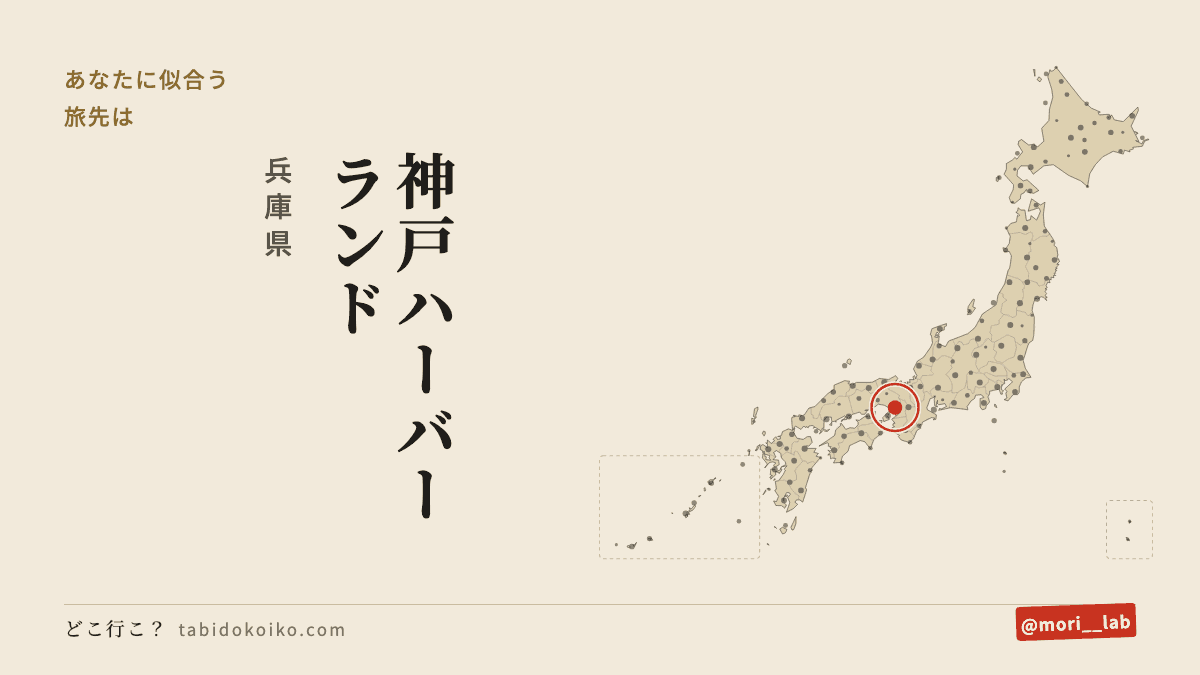 あなたに似合う
旅先は
神戸ハーバー
ランド
兵庫県
どこ行こ？ tabidokoiko.com
@mori__lab